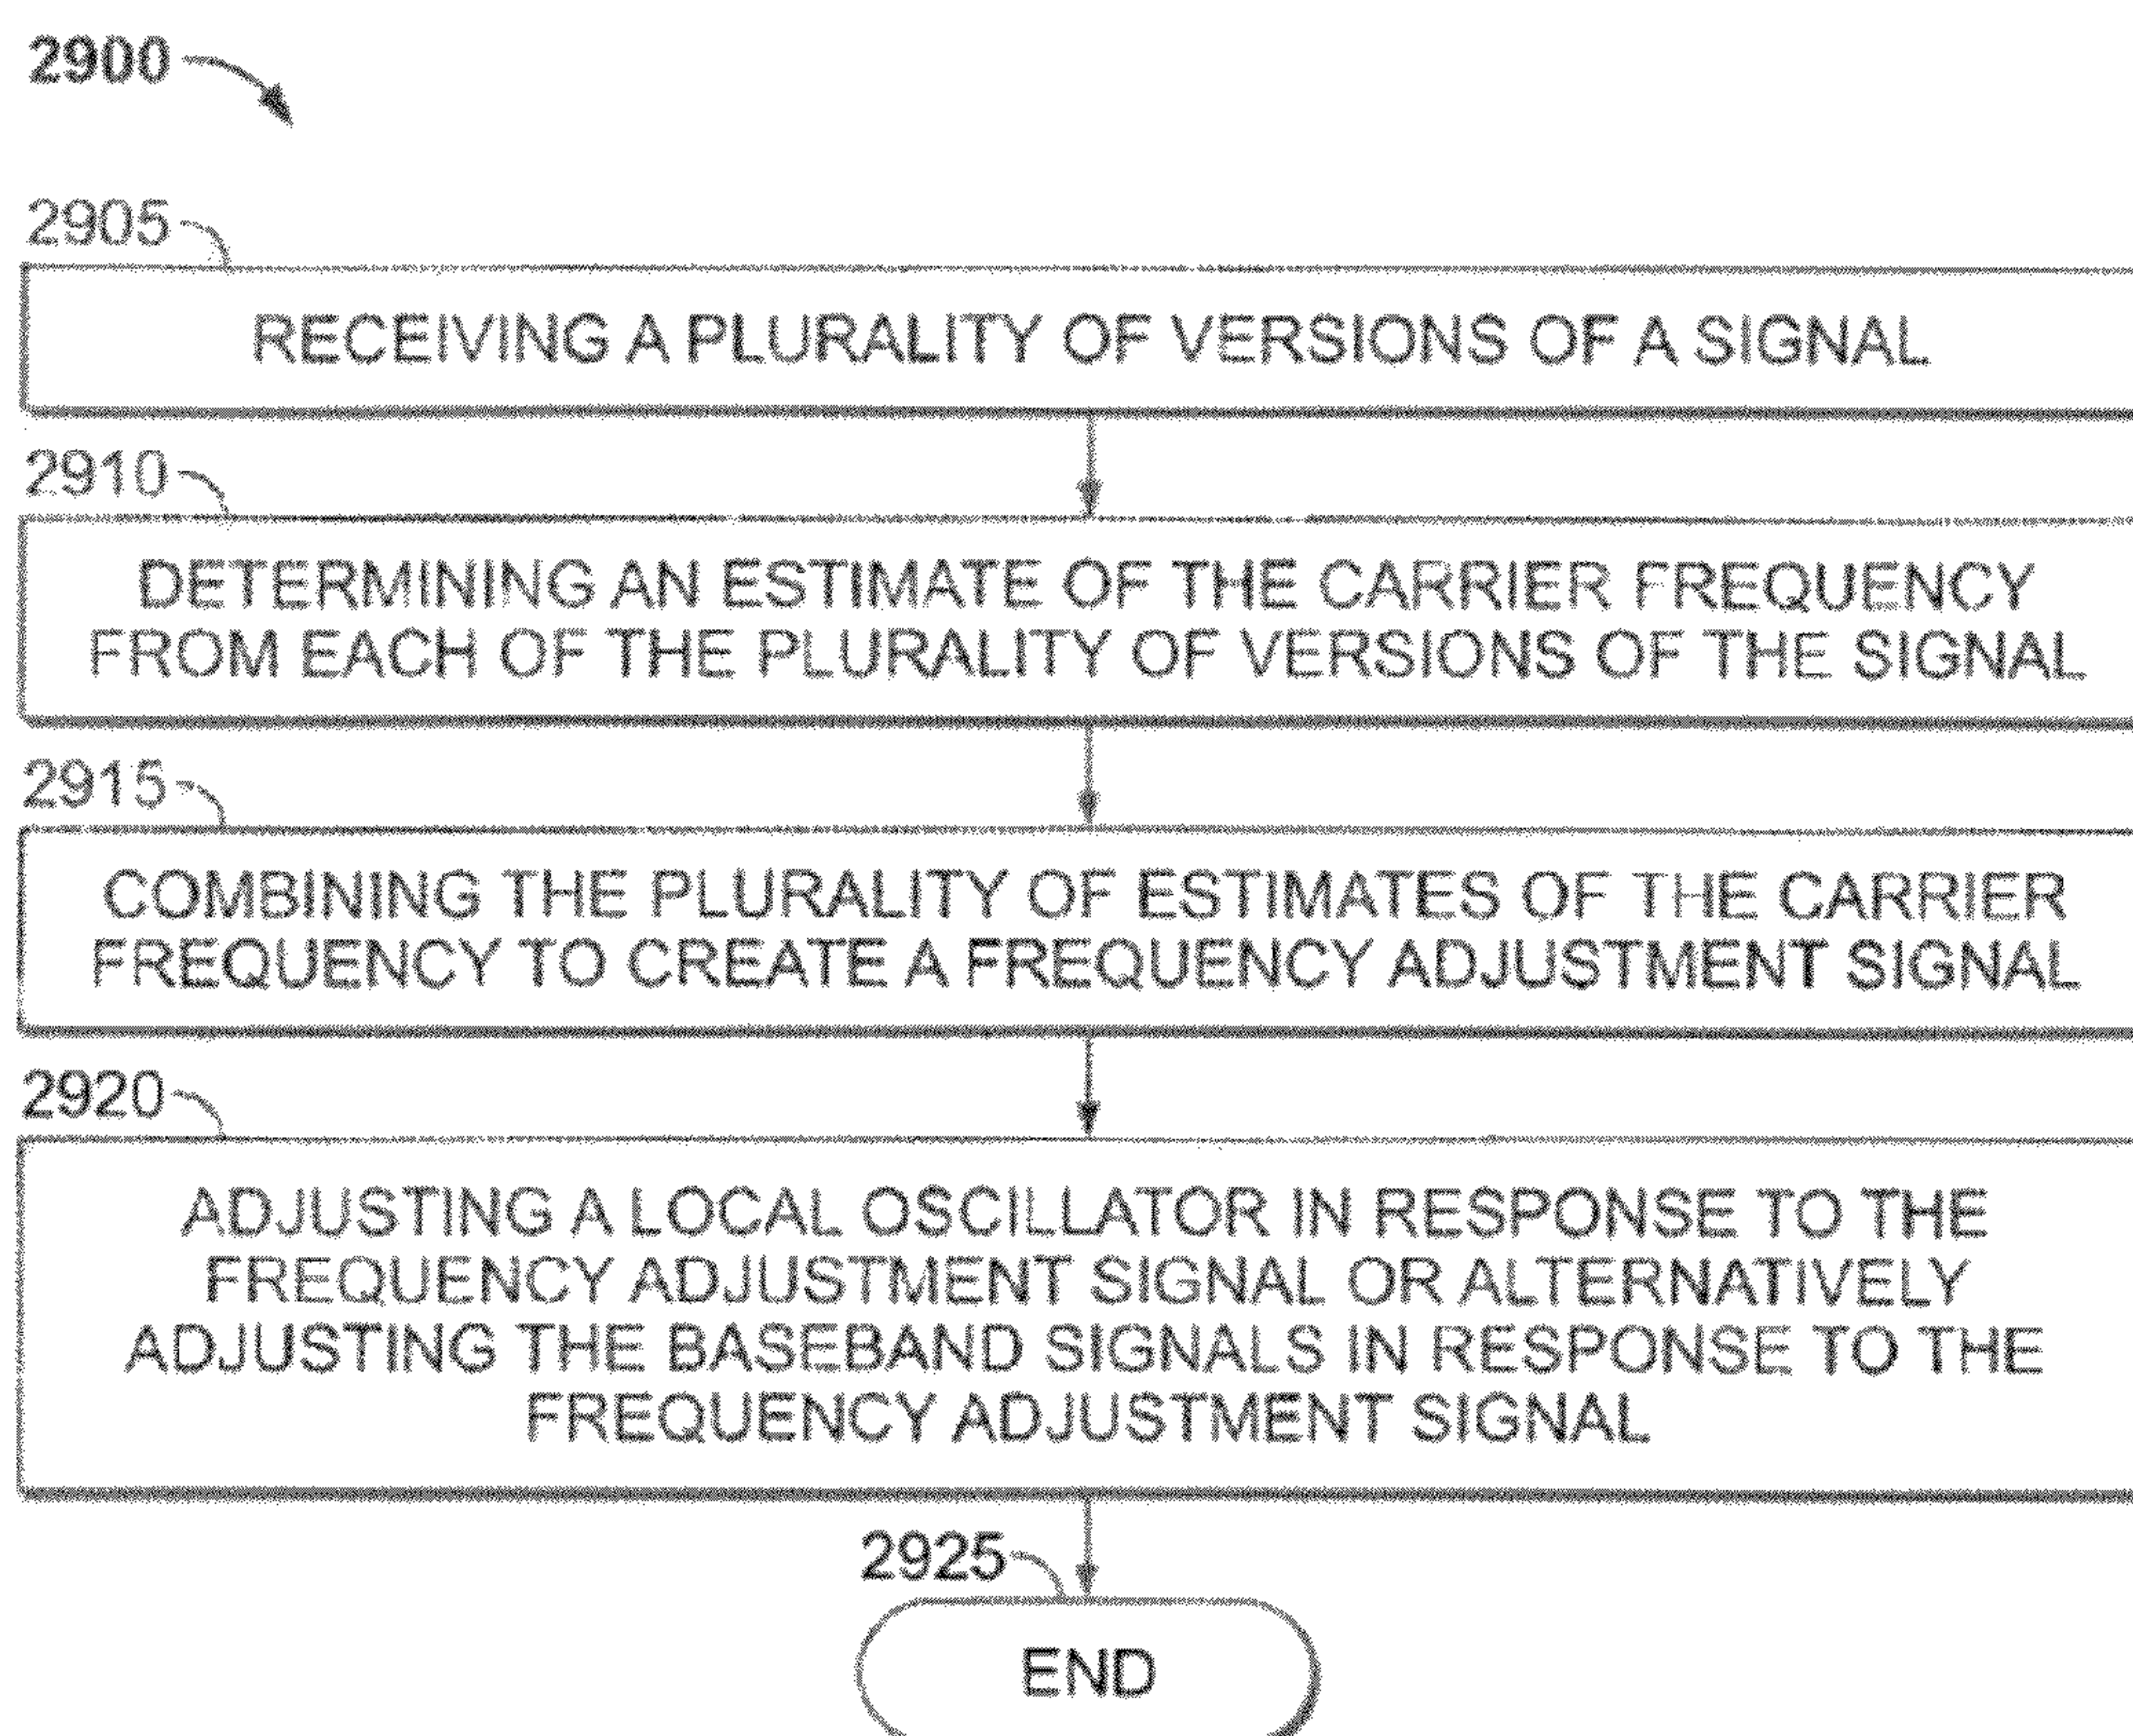 2900
2905
RECEIVING A PLURALITY OF VERSIONS OF A SIGNAL
2910
DETERMINING AN ESTIMATE OF THE CARRIER FREQUENCY
FROM EACH OF THE PLURALITY OF VERSIONS OF THE SIGNAL
2915
COMBINING THE PLURALITY OF ESTIMATES OF THE CARRIER
FREQUENCY TO CREATE A FREQUENCY ADJUSTMENT SIGNAL
2920
ADJUSTING A LOCAL OSCILLATOR IN RESPONSE TO THE
FREQUENCY ADJUSTMENT SIGNAL OR ALTERNATIVELY
ADJUSTING THE BASEBAND SIGNALS IN RESPONSE TO THE
FREQUENCY ADJUSTMENT SIGNAL
2925
END